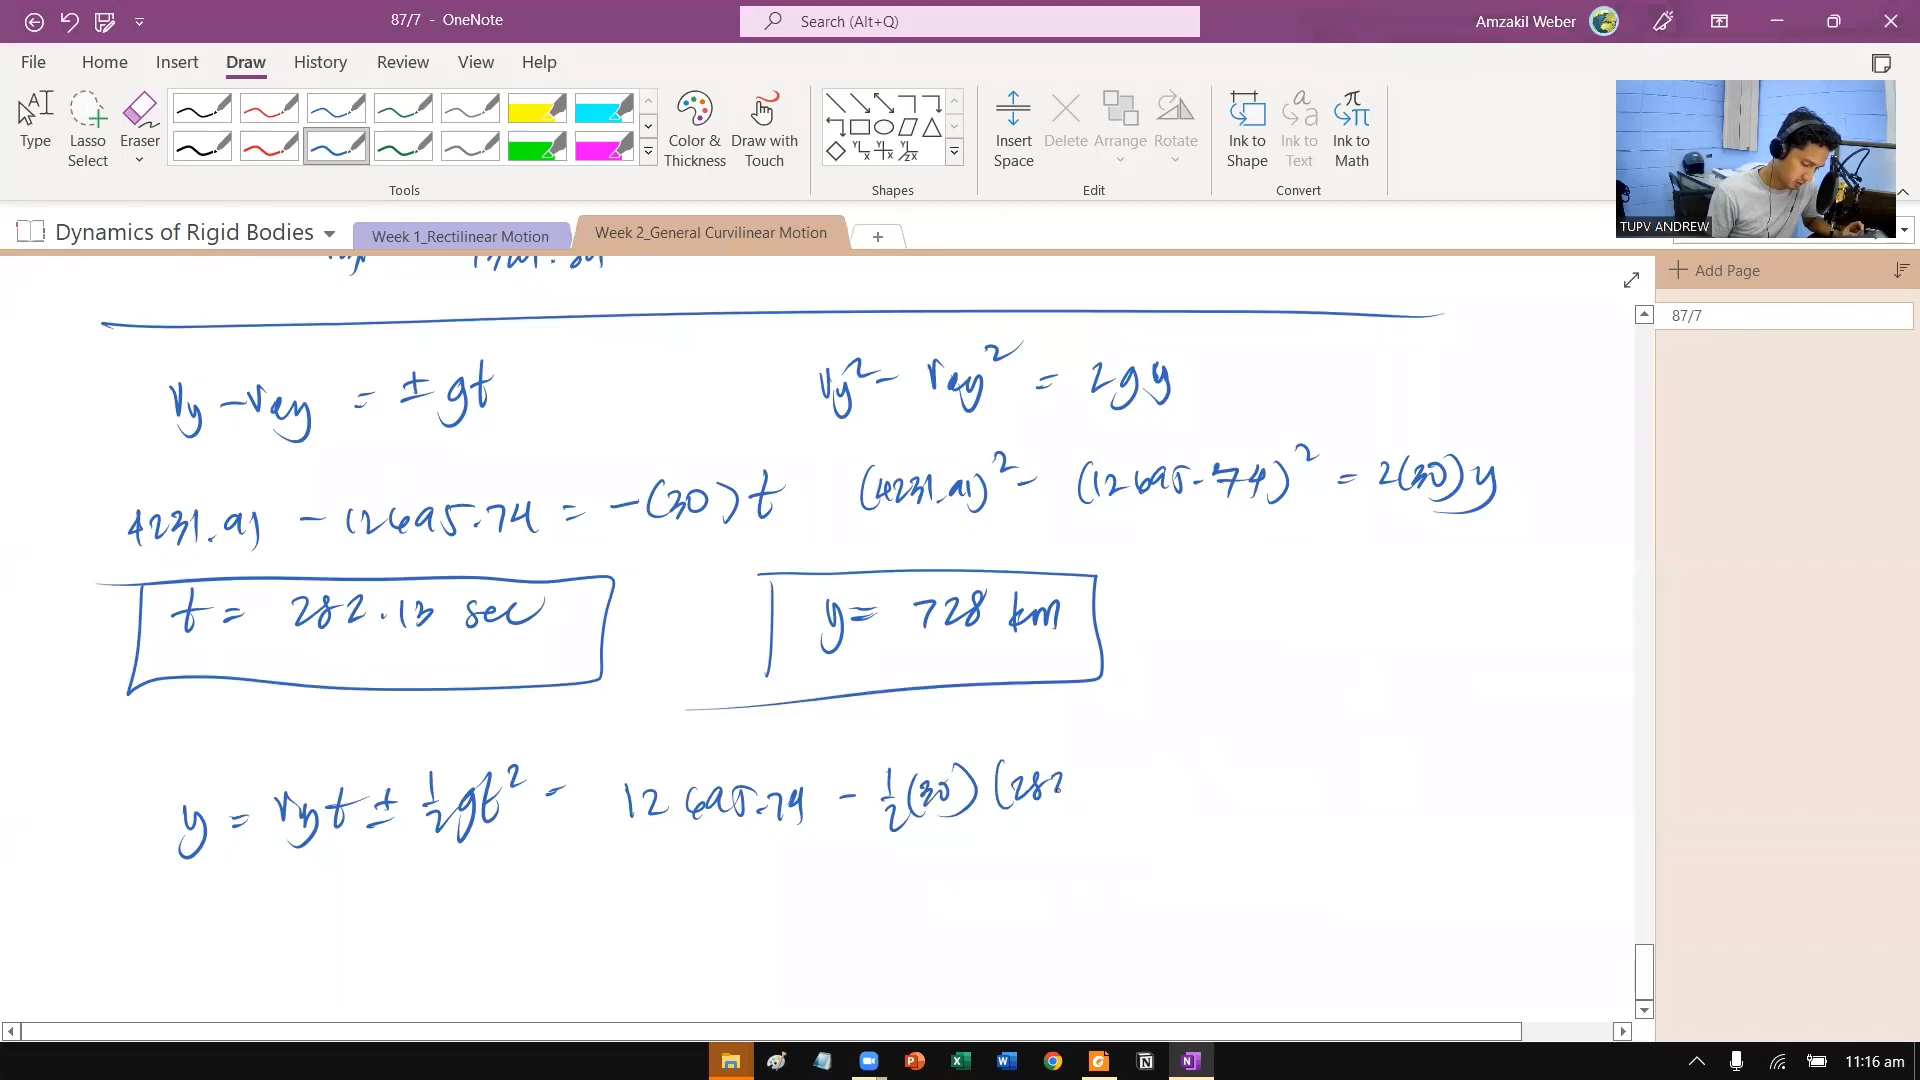 87/7 - OneNote
Search (Alt+Q)
Amzakil Weber
File Home Insert Draw History Review View Help
Type
Lasso Select
Eraser
Color & Thickness
Draw with Touch
Insert Space
Delete
Arrange
Rotate
Ink to Shape
Ink to Text
Ink to Math
Tools
Shapes
Edit
Convert
TUPV ANDREW
Dynamics of Rigid Bodies
Week 1_Rectilinear Motion
Week 2_General Curvilinear Motion
Add Page
87/7
Vy - Voy = ± gt
Vy² - Voy² = 2gy
4231.91 - 12695.74 = -(30) t
(4231.91)² - (12695.74)² = 2(30)y
t = 282.13 sec
y = 728 km
y = Vyt ± 1/2 gt² = 12695.74 - 1/2 (30) (282
11:16 am